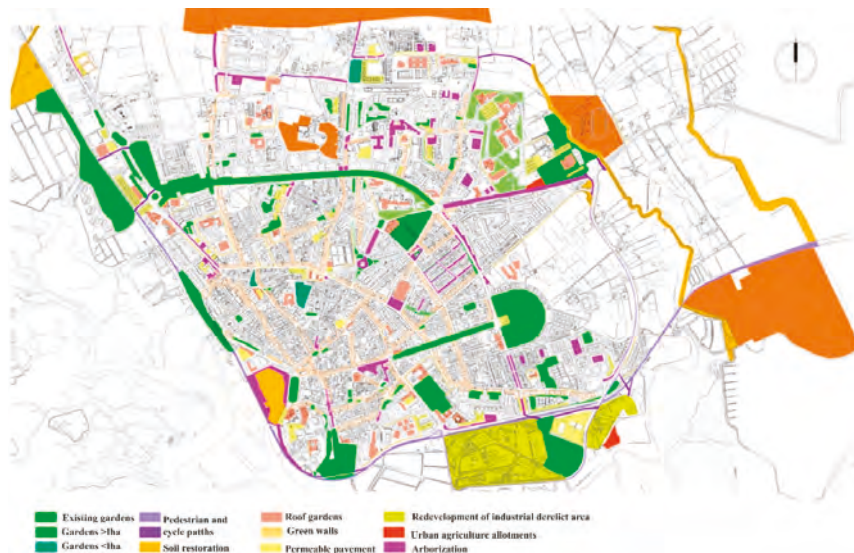 Existing gardens
Gardens >1ha
Gardens <1ha
Pedestrian and
cycle patths
Soil restoration
Roof gardens
Green walls
Permeable pavement
Redevelopment of industrial derelict area
Urban agriculture allotments
Arborization